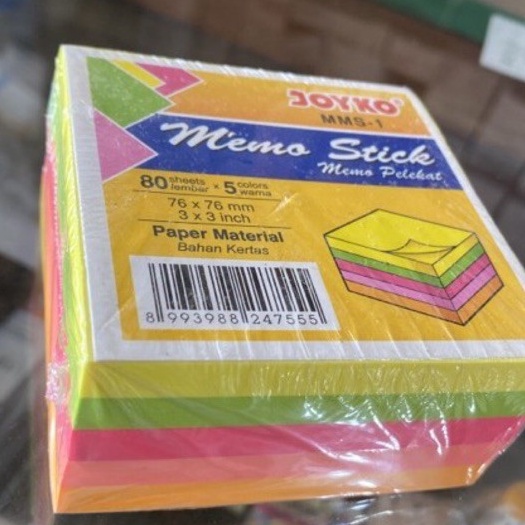 JOYKO
MMS-1
Memo Stick
Memo Pelekat
80 sheets lembar x 5 colors warna
76 x 76 mm
3 x 3 inch
Paper Material
Bahan Kertas
8 993988 247555